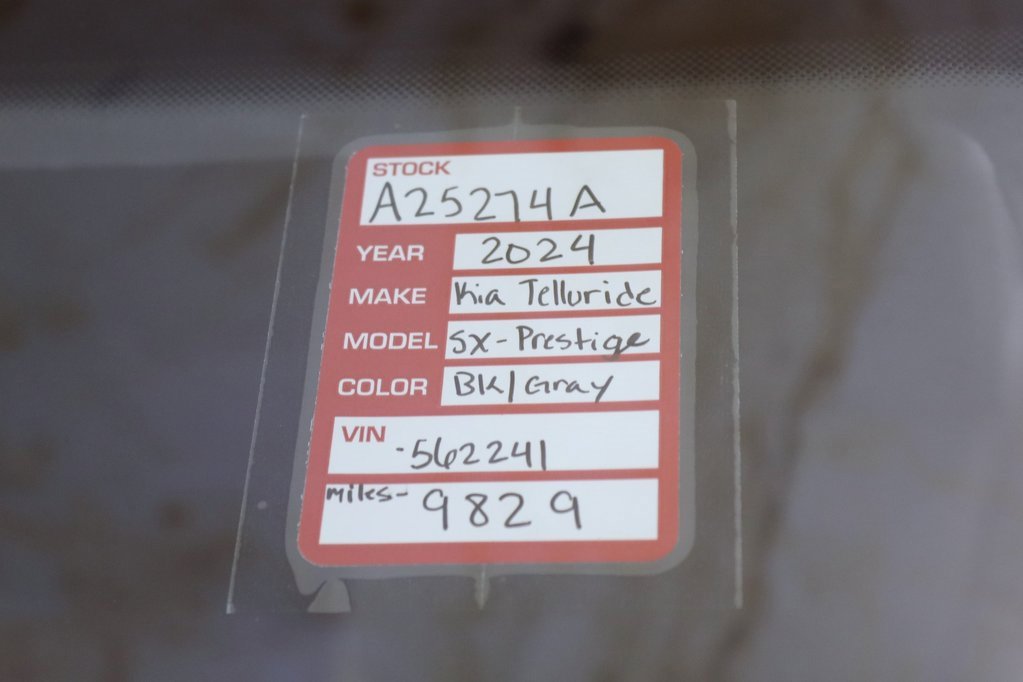 STOCK
A25274A
YEAR 2024
MAKE Kia Telluride
MODEL SX-Prestige
COLOR BK/Gray
VIN -562241
miles- 9829